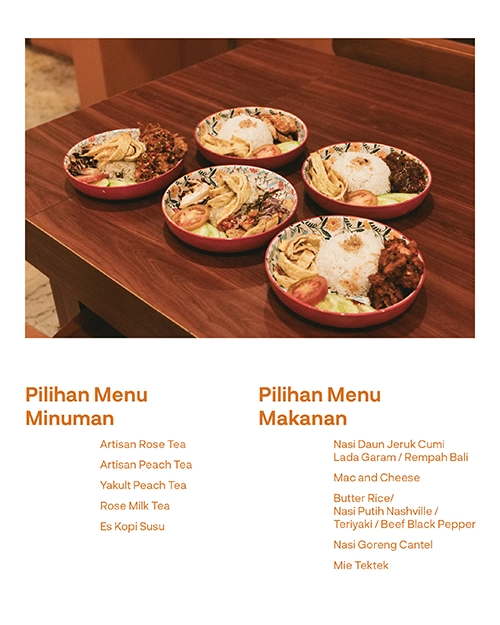 Pilihan Menu
Minuman
Artisan Rose Tea
Artisan Peach Tea
Yakult Peach Tea
Rose Milk Tea
Es Kopi Susu
Pilihan Menu
Makanan
Nasi Daun Jeruk Cumi
Lada Garam / Rempah Bali
Mac and Cheese
Butter Rice/
Nasi Putih Nashville /
Teriyaki / Beef Black Pepper
Nasi Goreng Cantel
Mie Tektek